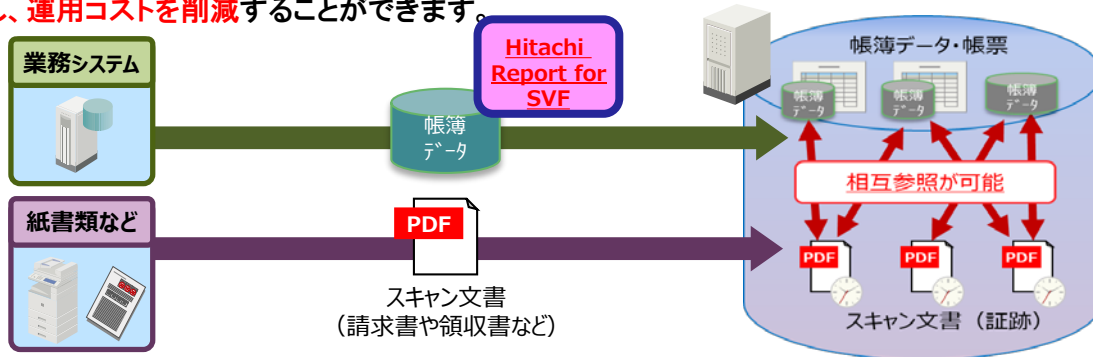 し、運用コストを削減することができます。
業務システム
Hitachi
Report for
SVF
帳簿
データ
帳簿データ・帳票
帳簿
データ
帳簿
データ
帳簿
データ
相互参照が可能
紙書類など
PDF
スキャン文書
（請求書や領収書など）
PDF
PDF
PDF
スキャン文書（証跡）